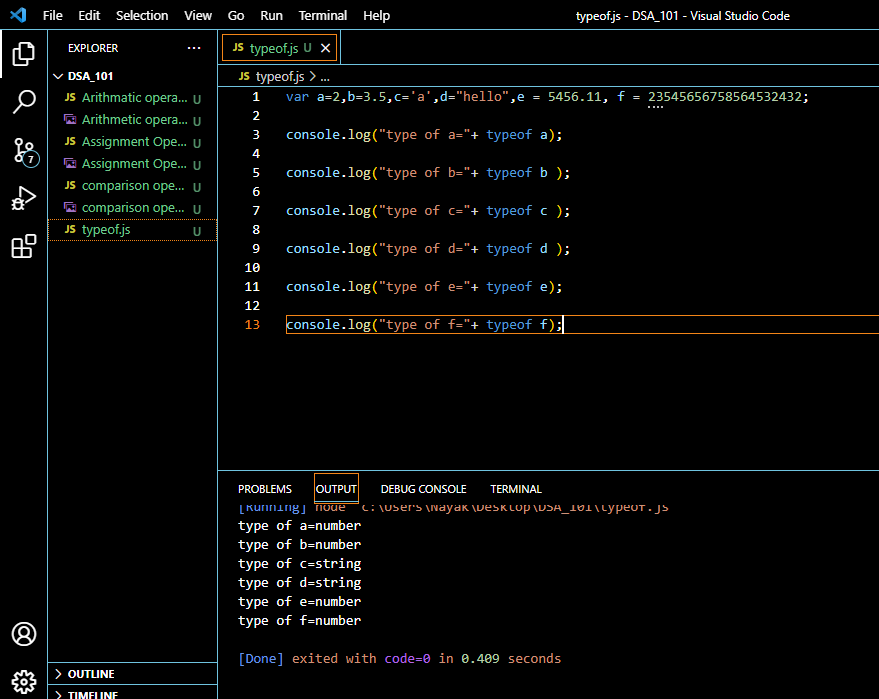 File Edit Selection View Go Run Terminal Help typeof.js - DSA_101 - Visual Studio Code
EXPLORER ...
JS typeof.js U
DSA_101
JS typeof.js > ...
JS Arithmatic opera... U
Arithmetic opera... U
JS Assignment Ope... U
Assignment Ope... U
JS comparison ope... U
comparison ope... U
JS typeof.js U
7
1 var a=2,b=3.5,c='a',d="hello",e = 5456.11, f = 23545656758564532432;
2
3 console.log("type of a="+ typeof a);
4
5 console.log("type of b="+ typeof b );
6
7 console.log("type of c="+ typeof c );
8
9 console.log("type of d="+ typeof d );
10
11 console.log("type of e="+ typeof e);
12
13 console.log("type of f="+ typeof f);
PROBLEMS OUTPUT DEBUG CONSOLE TERMINAL
[Running] node "c:\Users\Nayak\Desktop\DSA_101\typeof.js"
type of a=number
type of b=number
type of c=string
type of d=string
type of e=number
type of f=number
[Done] exited with code=0 in 0.409 seconds
OUTLINE
TIMELINE